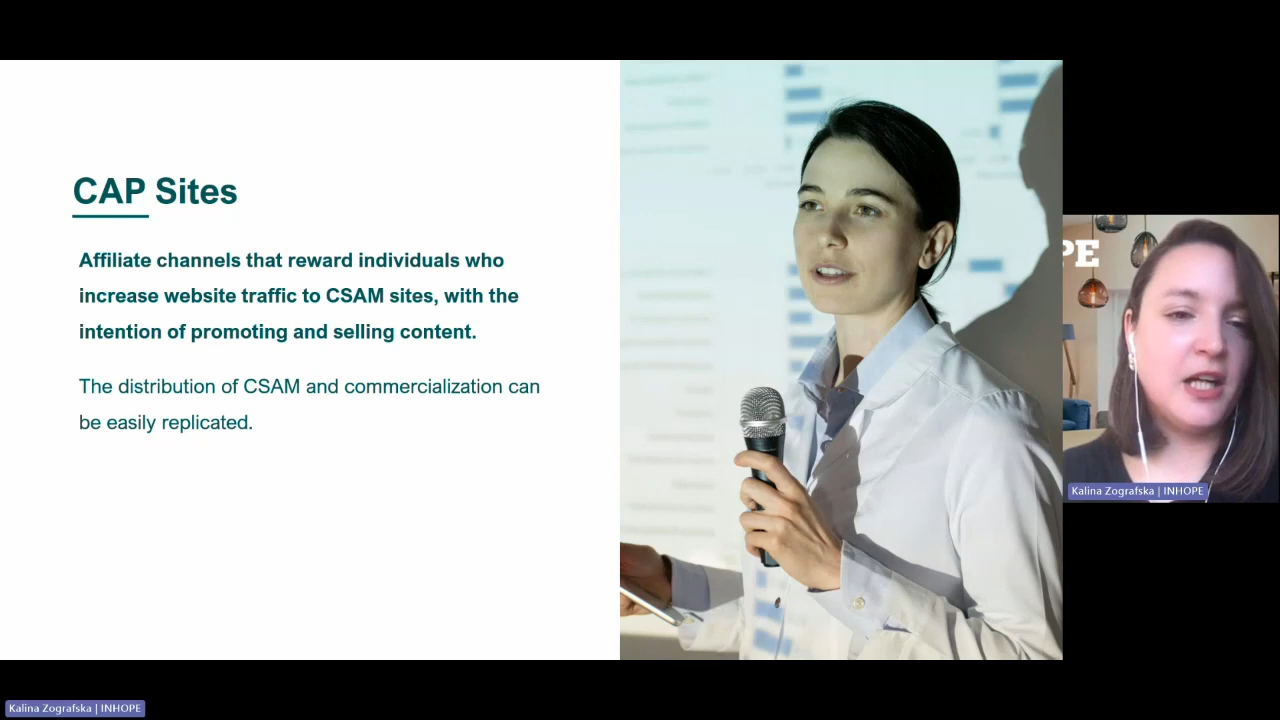 CAP Sites
Affiliate channels that reward individuals who
increase website traffic to CSAM sites, with the
intention of promoting and selling content.
The distribution of CSAM and commercialization can
be easily replicated.
PE
Kalina Zografska | INHOPE
Kalina Zografska | INHOPE